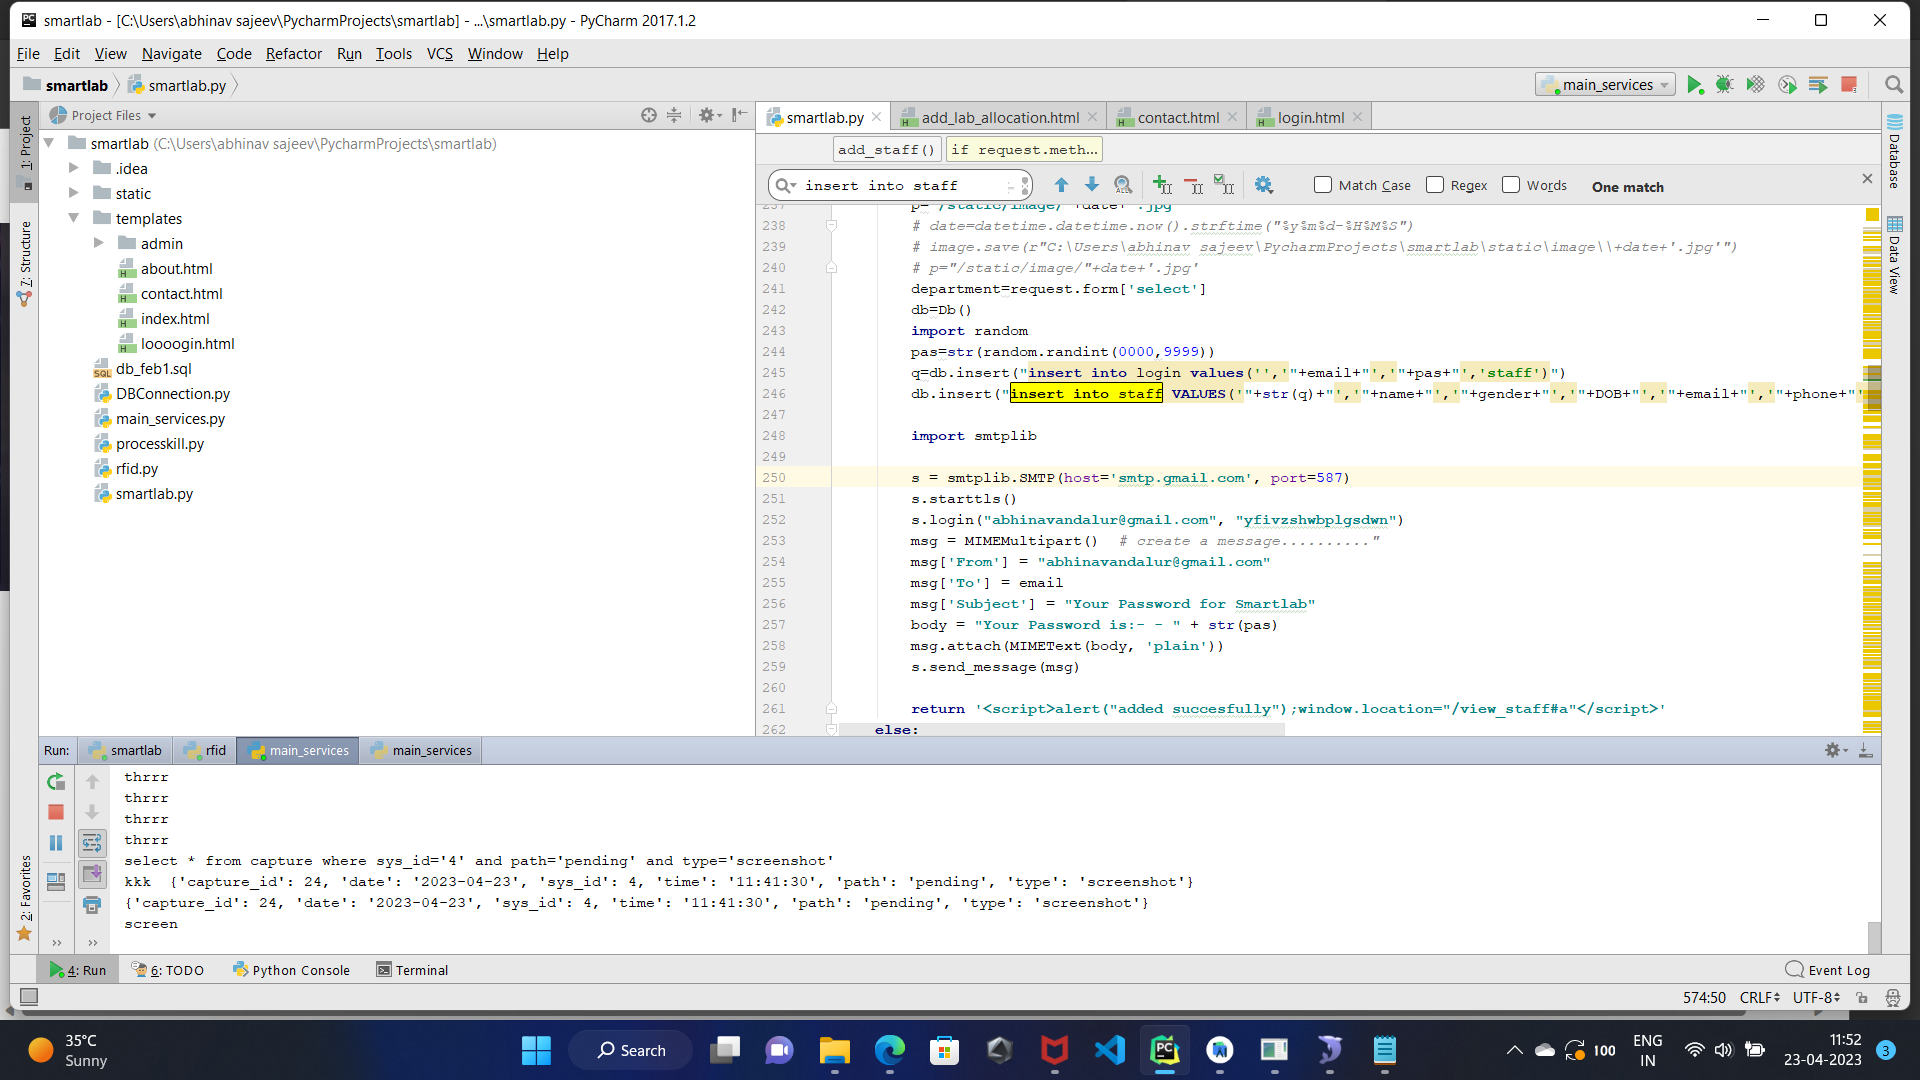 smartlab - [C:\Users\abhinav sajeev\PycharmProjects\smartlab] - ...\smartlab.py - PyCharm 2017.1.2
File Edit View Navigate Code Refactor Run Tools VCS Window Help
smartlab smartlab.py main_services
1: Project
7: Structure
2: Favorites
Project Files
smartlab (C:\Users\abhinav sajeev\PycharmProjects\smartlab)
.idea
static
templates
admin
about.html
contact.html
index.html
loooogin.html
db_feb1.sql
DBConnection.py
main_services.py
processkill.py
rfid.py
smartlab.py
smartlab.py add_lab_allocation.html contact.html login.html
add_staff() if request.meth...
insert into staff Match Case Regex Words One match
237 p="/static/image/"+date+'.jpg'
238 # date=datetime.datetime.now().strftime("%y%m%d-%H%M%S")
239 # image.save(r"C:\Users\abhinav sajeev\PycharmProjects\smartlab\static\image\\+date+'.jpg'")
240 # p="/static/image/"+date+'.jpg'
241 department=request.form['select']
242 db=Db()
243 import random
244 pas=str(random.randint(0000,9999))
245 q=db.insert("insert into login values('','"+email+"','"+pas+"','staff')")
246 db.insert("insert into staff VALUES('"+str(q)+"','"+name+"','"+gender+"','"+DOB+"','"+email+"','"+phone+"'
247
248 import smtplib
249
250 s = smtplib.SMTP(host='smtp.gmail.com', port=587)
251 s.starttls()
252 s.login("abhinavandalur@gmail.com", "yfivzshwbplgsdwn")
253 msg = MIMEMultipart() # create a message.........."
254 msg['From'] = "abhinavandalur@gmail.com"
255 msg['To'] = email
256 msg['Subject'] = "Your Password for Smartlab"
257 body = "Your Password is:- - " + str(pas)
258 msg.attach(MIMEText(body, 'plain'))
259 s.send_message(msg)
260
261 return '<script>alert("added succesfully");window.location="/view_staff#a"</script>'
262 else:
Database
Data View
Run: smartlab rfid main_services main_services
thrrr
thrrr
thrrr
thrrr
select * from capture where sys_id='4' and path='pending' and type='screenshot'
kkk {'capture_id': 24, 'date': '2023-04-23', 'sys_id': 4, 'time': '11:41:30', 'path': 'pending', 'type': 'screenshot'}
{'capture_id': 24, 'date': '2023-04-23', 'sys_id': 4, 'time': '11:41:30', 'path': 'pending', 'type': 'screenshot'}
screen
4: Run 6: TODO Python Console Terminal Event Log
574:50 CRLF UTF-8
35°C
Sunny
Search
100
ENG
IN
11:52
23-04-2023
3